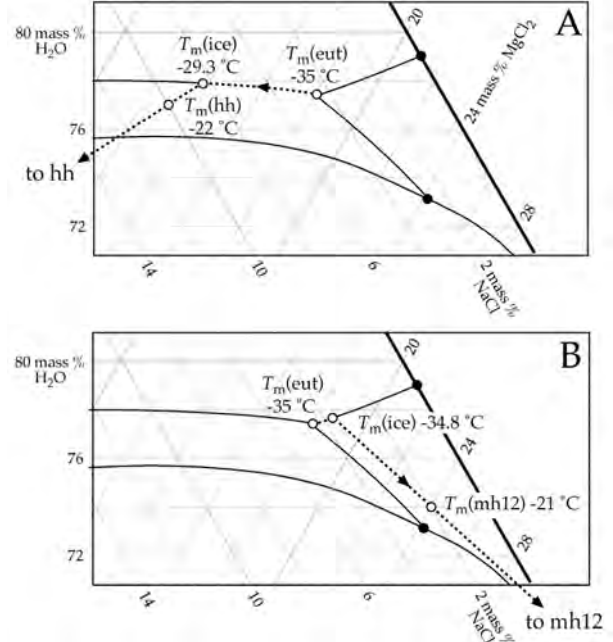 A
80 mass %
H2O
Tm(ice)
-29.3 °C
Tm(eut)
-35 °C
20
24 mass % MgCl2
Tm(hh)
-22 °C
76
to hh
72
28
14
10
6
2 mass %
NaCl
B
80 mass %
H2O
20
Tm(eut)
-35 °C
Tm(ice) -34.8 °C
24
76
Tm(mh12) -21 °C
28
72
14
10
6
2 mass %
NaCl
to mh12